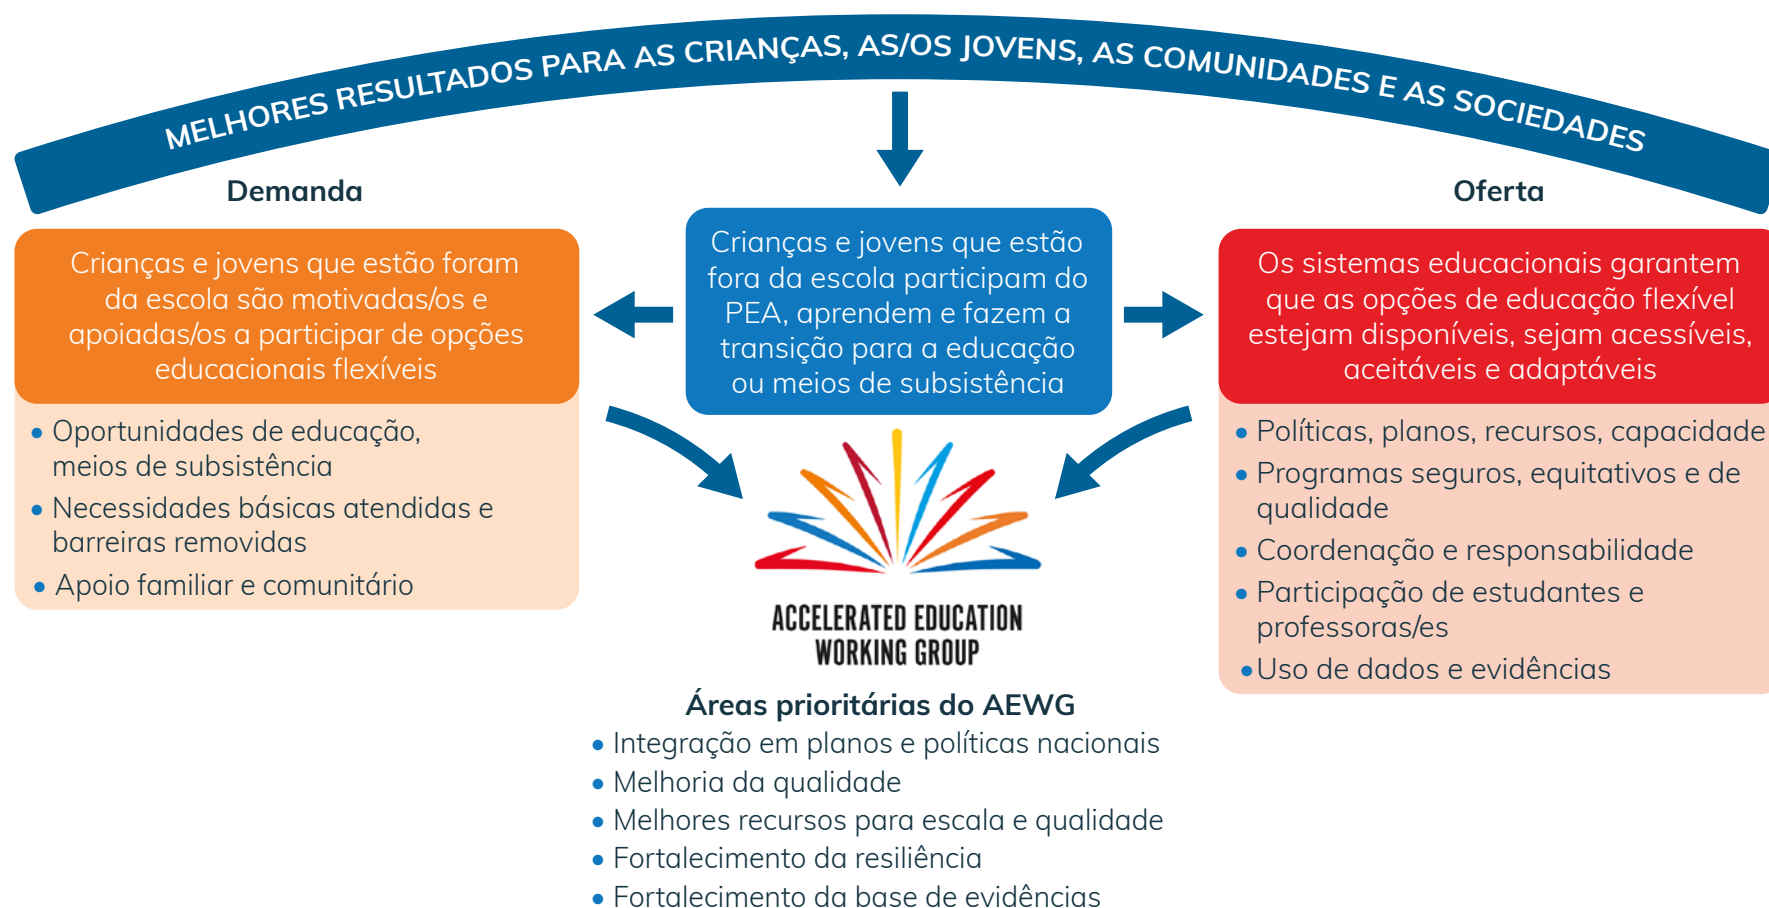 MELHORES RESULTADOS PARA AS CRIANÇAS, AS/OS JOVENS, AS COMUNIDADES E AS SOCIEDADES
Demanda
Crianças e jovens que estão foram
da escola são motivadas/os e
apoiadas/os a participar de opções
educacionais flexíveis
• Oportunidades de educação,
meios de subsistência
• Necessidades básicas atendidas e
barreiras removidas
• Apoio familiar e comunitário
Crianças e jovens que estão
fora da escola participam do
PEA, aprendem e fazem a
transição para a educação
ou meios de subsistência
ACCELERATED EDUCATION
WORKING GROUP
Áreas prioritárias do AEWG
• Integração em planos e políticas nacionais
• Melhoria da qualidade
• Melhores recursos para escala e qualidade
• Fortalecimento da resiliência
• Fortalecimento da base de evidências
Oferta
Os sistemas educacionais garantem
que as opções de educação flexível
estejam disponíveis, sejam acessíveis,
aceitáveis e adaptáveis
• Políticas, planos, recursos, capacidade
• Programas seguros, equitativos e de
qualidade
• Coordenação e responsabilidade
• Participação de estudantes e
professoras/es
• Uso de dados e evidências